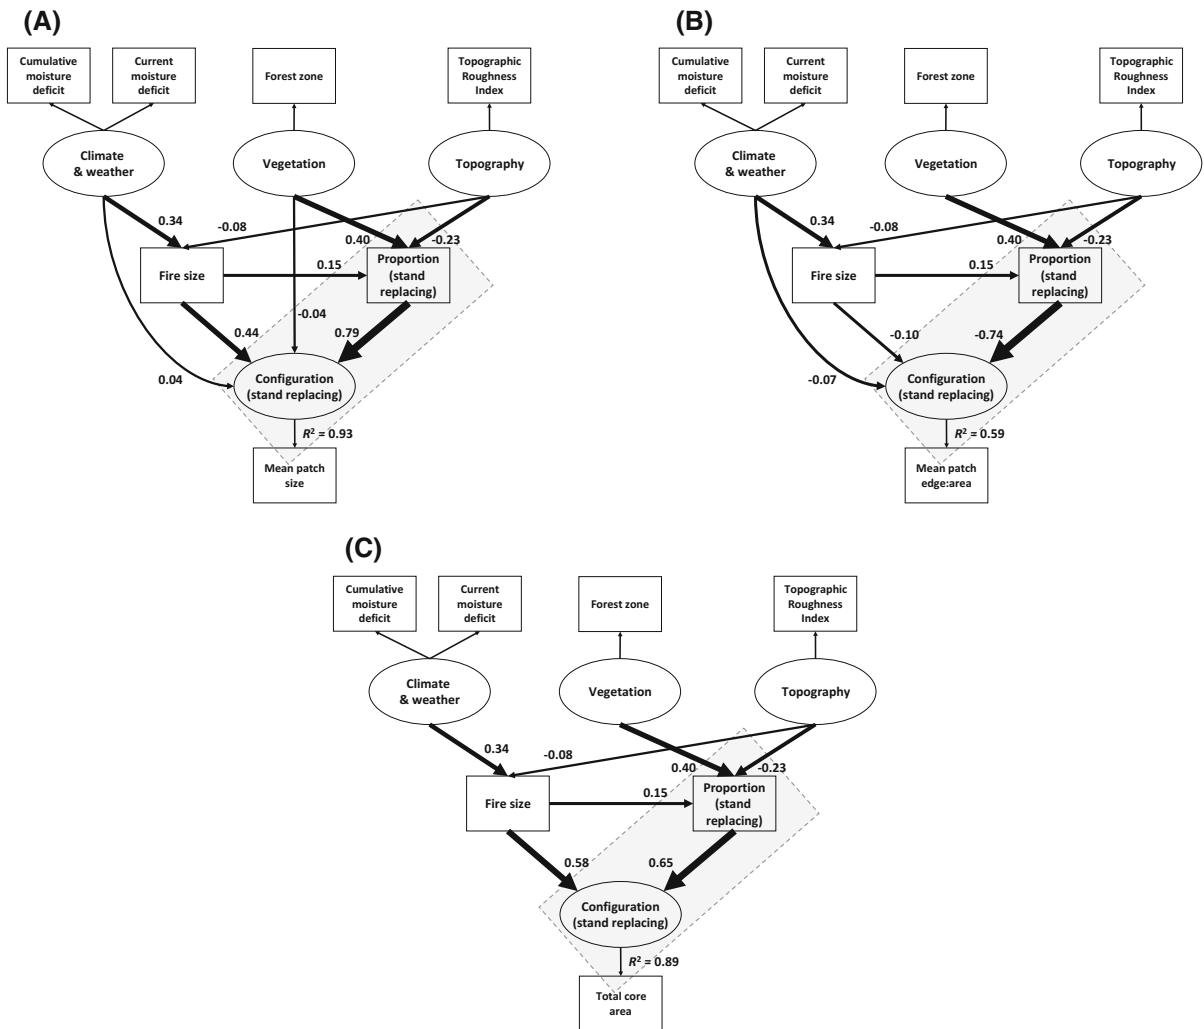 (A)
Cumulative
moisture
deficit
Current
moisture
deficit
Forest zone
Topographic
Roughness
Index
Climate
& weather
Vegetation
Topography
0.34
-0.08
0.40
-0.23
Fire size
0.15
Proportion
(stand
replacing)
-0.04
0.44
0.79
0.04
Configuration
(stand replacing)
R² = 0.93
Mean patch
size
(B)
Cumulative
moisture
deficit
Current
moisture
deficit
Forest zone
Topographic
Roughness
Index
Climate
& weather
Vegetation
Topography
0.34
-0.08
0.40
-0.23
Fire size
0.15
Proportion
(stand
replacing)
-0.10
-0.74
-0.07
Configuration
(stand replacing)
R² = 0.59
Mean patch
edge:area
(C)
Cumulative
moisture
deficit
Current
moisture
deficit
Forest zone
Topographic
Roughness
Index
Climate
& weather
Vegetation
Topography
0.34
-0.08
0.40
-0.23
Fire size
0.15
Proportion
(stand
replacing)
0.58
0.65
Configuration
(stand replacing)
R² = 0.89
Total core
area